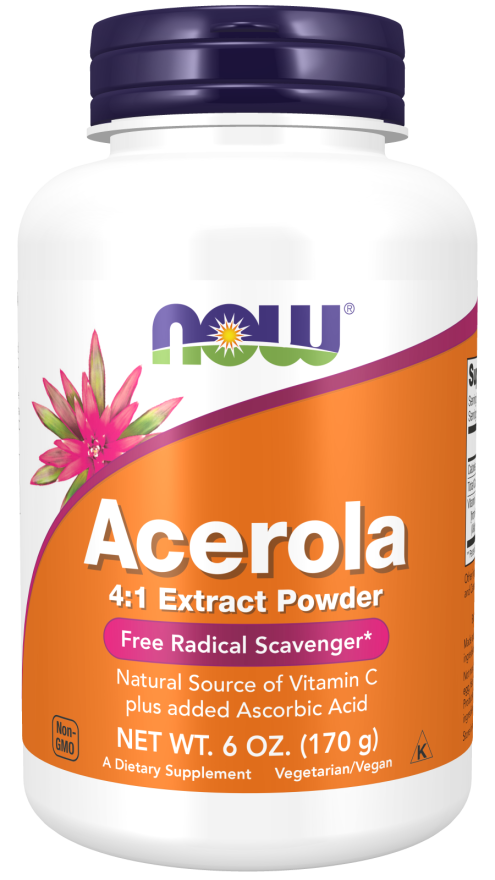 NOW®
Acerola
4:1 Extract Powder
Free Radical Scavenger*
Natural Source of Vitamin C
plus added Ascorbic Acid
Non-
GMO
NET WT. 6 OZ. (170 g)
K
A Dietary Supplement Vegetarian/Vegan